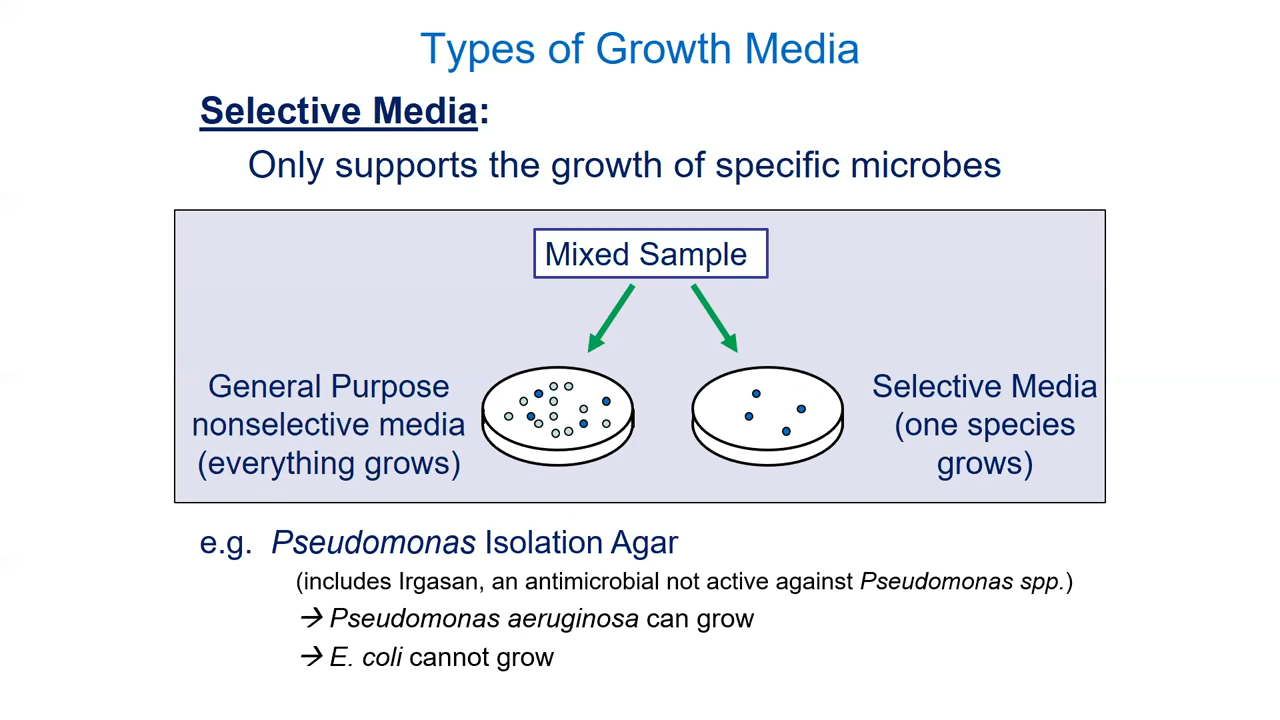 Types of Growth Media
Selective Media:
Only supports the growth of specific microbes
Mixed Sample
General Purpose
nonselective media
(everything grows)
Selective Media
(one species
grows)
e.g. Pseudomonas Isolation Agar
(includes Irgasan, an antimicrobial not active against Pseudomonas spp.)
→ Pseudomonas aeruginosa can grow
→ E. coli cannot grow